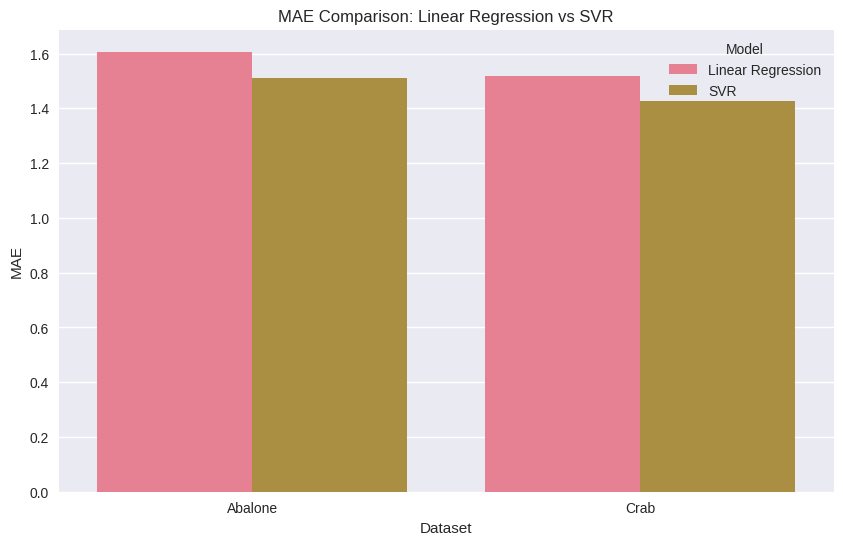 MAE Comparison: Linear Regression vs SVR
Model
Linear Regression
SVR
1.6
1.4
1.2
1.0
0.8
0.6
0.4
0.2
0.0
MAE
Abalone
Crab
Dataset